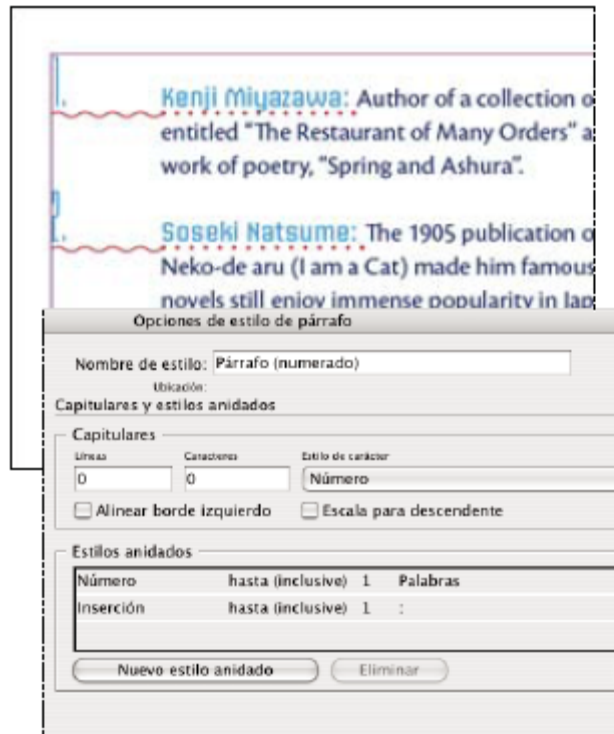 1. Kenji Miyazawa: Author of a collection o
entitled "The Restaurant of Many Orders" a
work of poetry, "Spring and Ashura".
2. Soseki Natsume: The 1905 publication o
Neko-de aru (I am a Cat) made him famous
novels still enjoy immense popularity in Jap
Opciones de estilo de párrafo
Nombre de estilo: Párrafo (numerado)
Ubicación:
Capitulares y estilos anidados
Capitulares
Líneas Caracteres Estilo de carácter
0 0 Número
Alinear borde izquierdo Escala para descendente
Estilos anidados
Número hasta (inclusive) 1 Palabras
Inserción hasta (inclusive) 1 :
Nuevo estilo anidado Eliminar